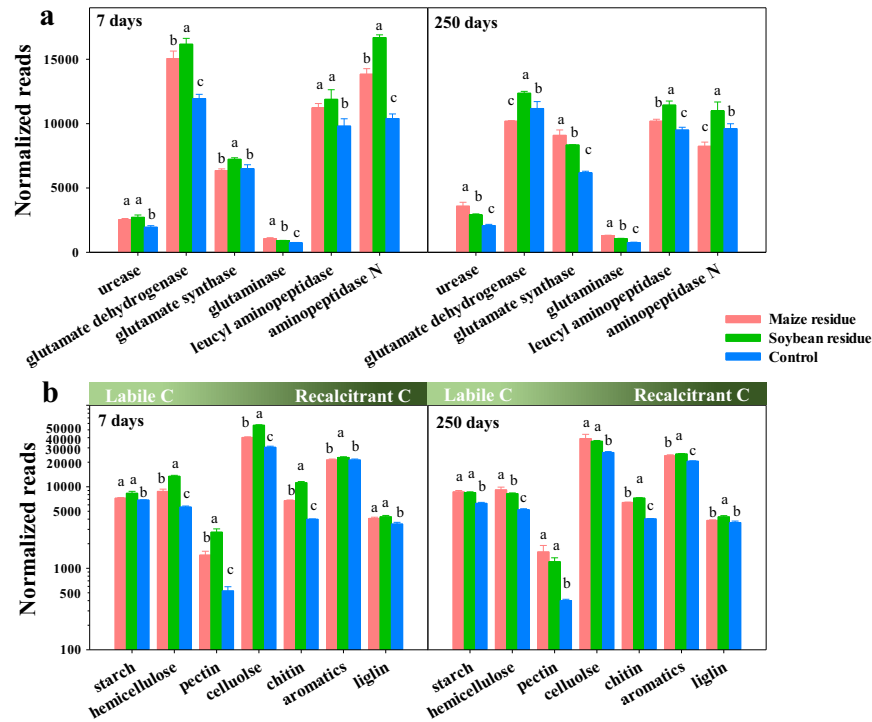 a
7 days
250 days
Normalized reads
15000
10000
5000
0
b a c
b a b
a a b
a b c
a a b
b a c
a b c
c a b
a b c
a b c
b a c
c a b
urease
glutamate dehydrogenase
glutamate synthase
glutaminase
leucyl aminopeptidase
aminopeptidase N
urease
glutamate dehydrogenase
glutamate synthase
glutaminase
leucyl aminopeptidase
aminopeptidase N
Maize residue
Soybean residue
Control
b
Labile C Recalcitrant C
Labile C Recalcitrant C
7 days
250 days
Normalized reads
50000
40000
30000
20000
10000
5000
1000
500
100
a a b
b a c
b a c
b a c
b a c
b a b
a a b
a a b
a b c
a a b
a a b
b a c
b a c
b a b
starch
hemicellulose
pectin
celluolse
chitin
aromatics
liglin
starch
hemicellulose
pectin
celluolse
chitin
aromatics
liglin